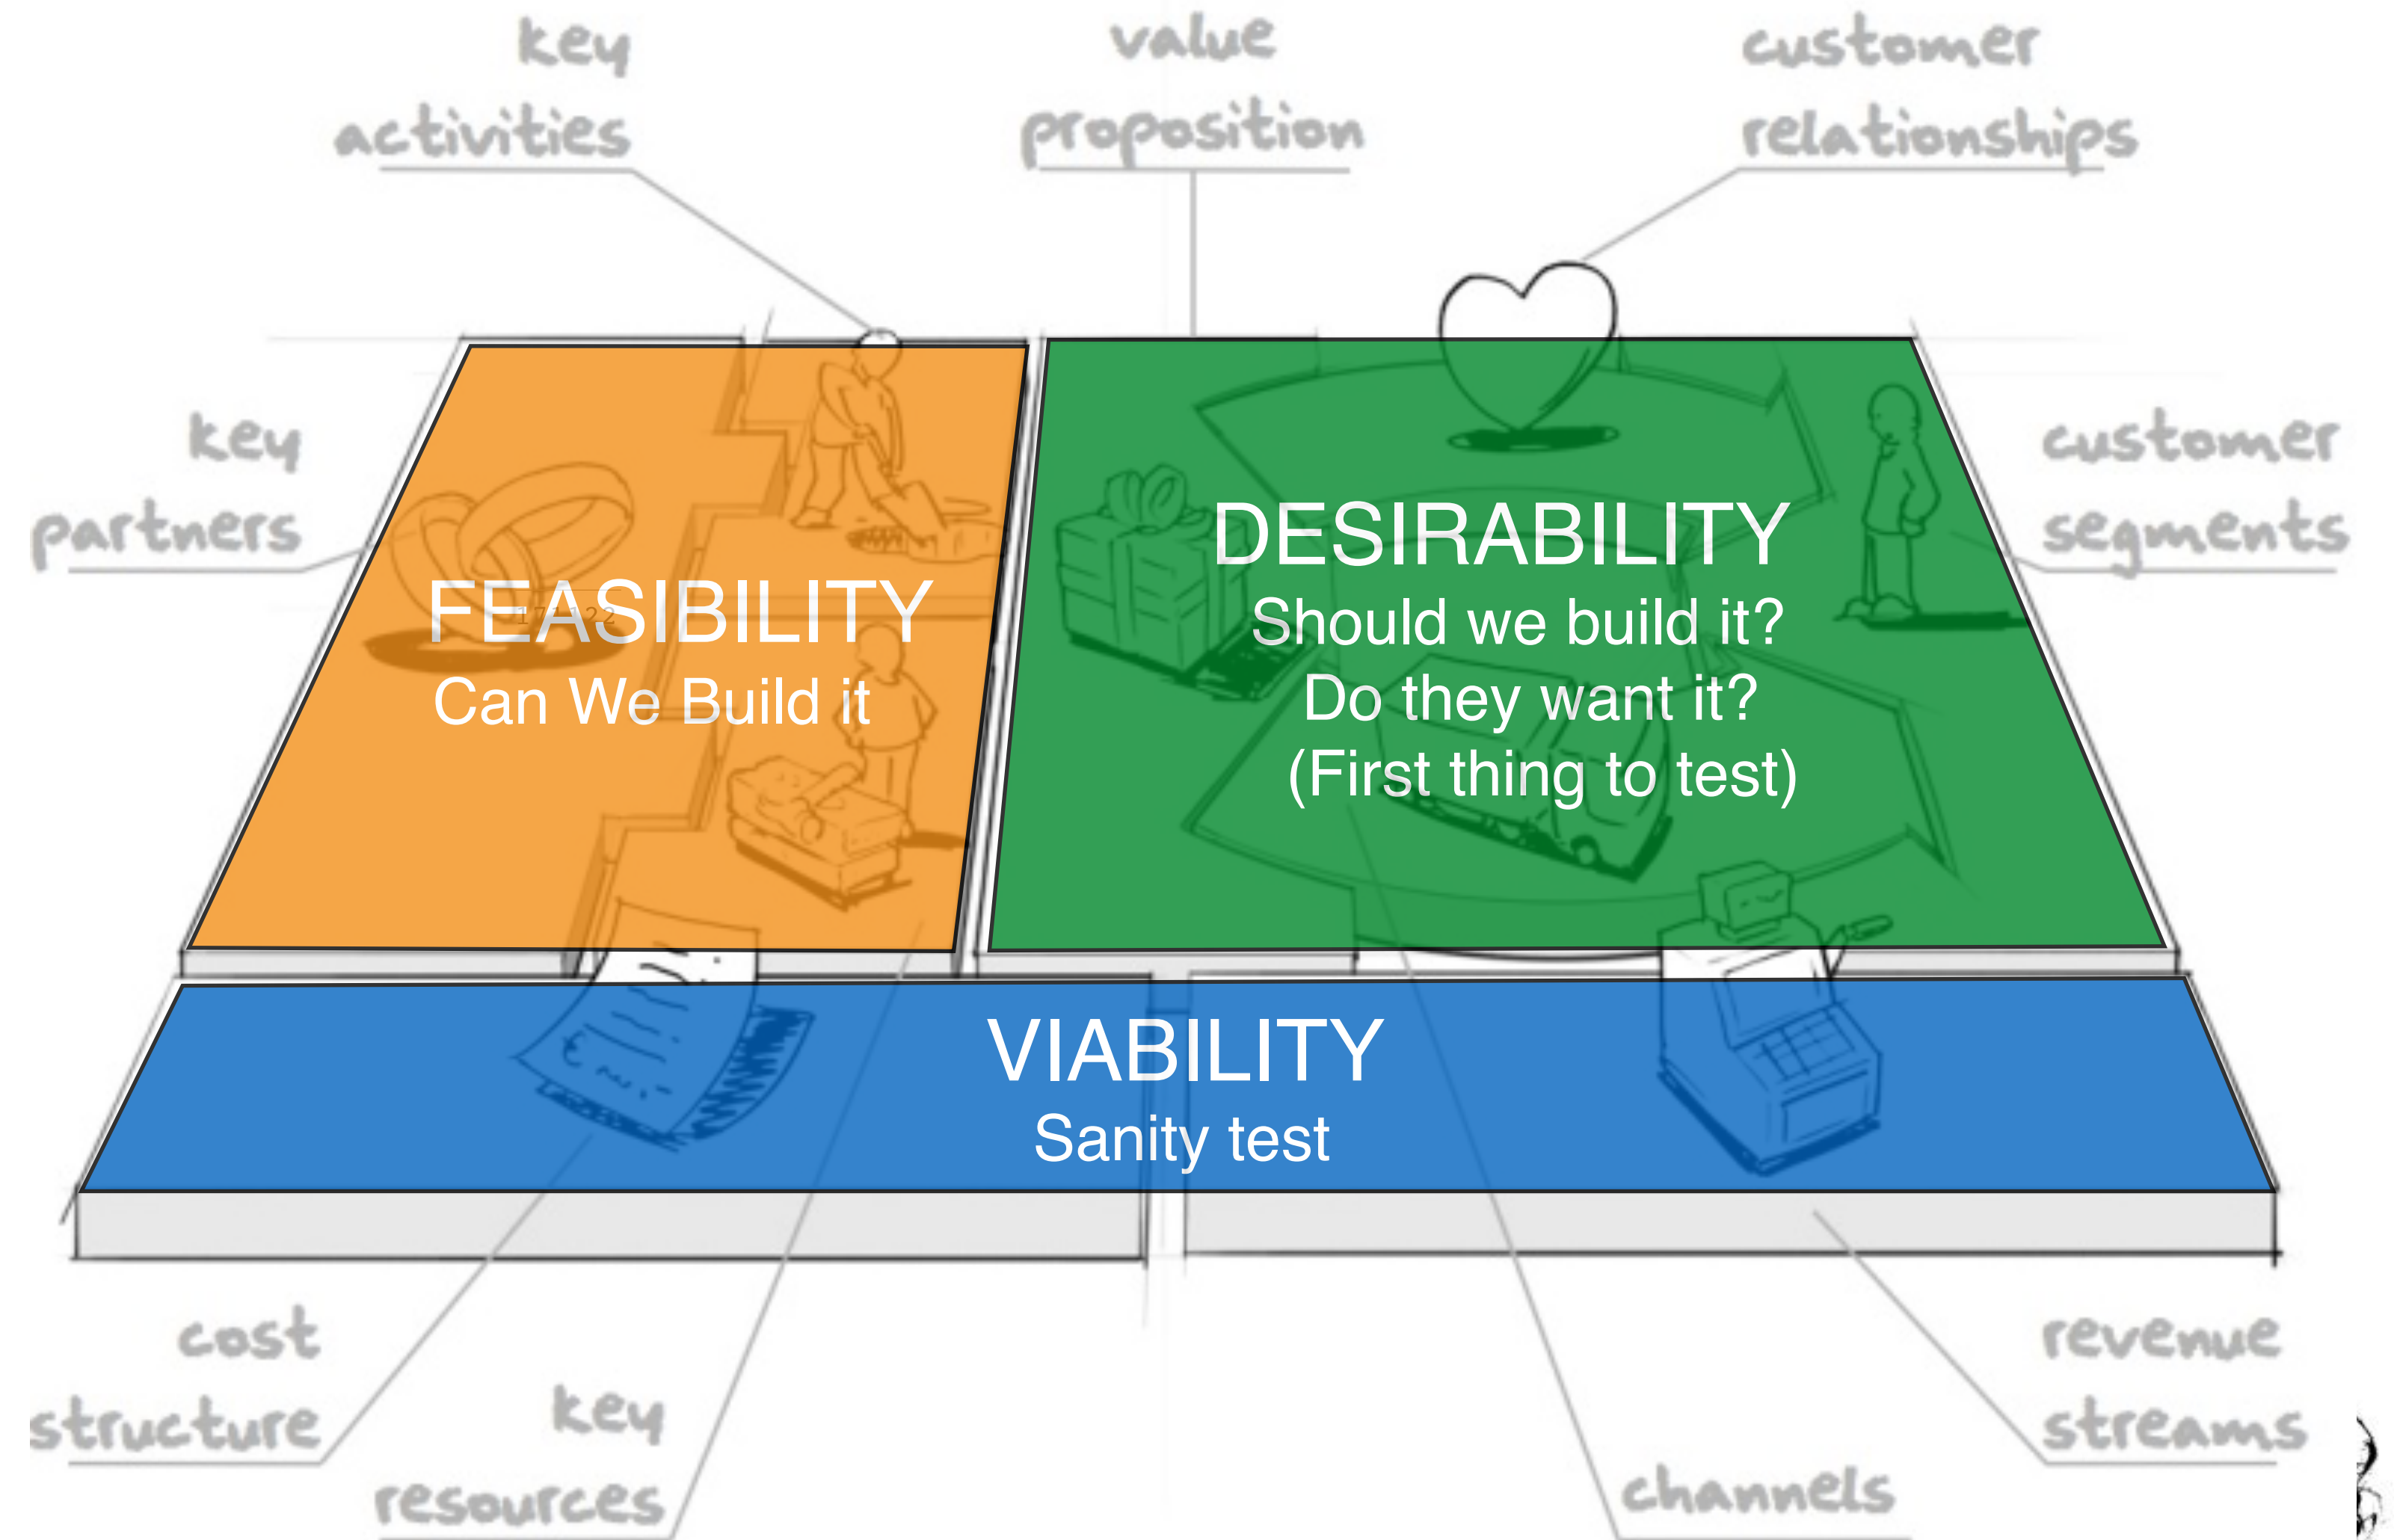 key
activities
value
proposition
customer
relationships
key
partners
customer
segments
FEASIBILITY
171122
Can We Build it
DESIRABILITY
Should we build it?
Do they want it?
(First thing to test)
VIABILITY
Sanity test
cost
structure
key
resources
channels
revenue
streams